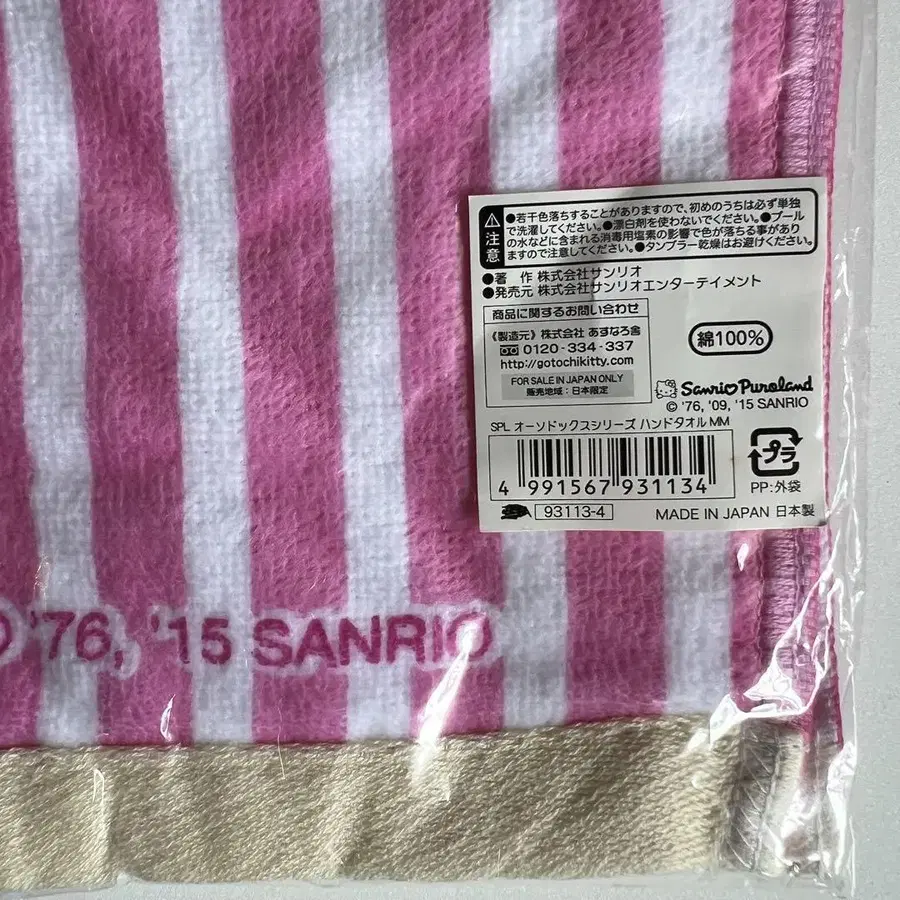 注意
●若干色落ちすることがありますので、初めのうちは必ず単独
で洗濯してください。●漂白剤を使わないでください。●プール
の水などに含まれる消毒用塩素の影響で色が落ちる事があり
ますので注意してください。●タンブラー乾燥はお避けください。
●著 作 株式会社サンリオ
●発売元 株式会社サンリオエンターテイメント
商品に関するお問い合わせ
《製造元》株式会社 あすなろ舎
0120-334-337
http://gotochikitty.com
FOR SALE IN JAPAN ONLY
販売地域：日本限定
綿100%
Sanrio Puroland
© '76, '09, '15 SANRIO
SPL オーソドックスシリーズ ハンドタオル MM
4 991567 931134
プラ
PP:外袋
93113-4
MADE IN JAPAN 日本製
© '76, '15 SANRIO